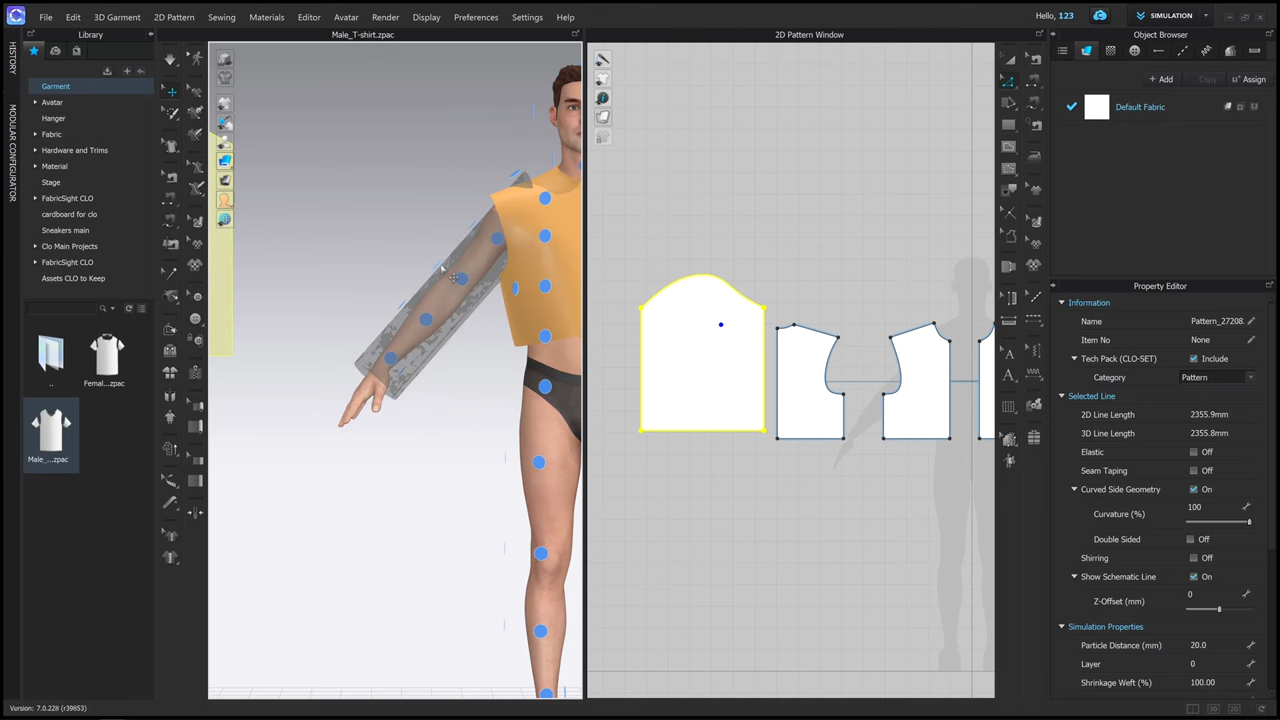 File Edit 3D Garment 2D Pattern Sewing Materials Editor Avatar Render Display Preferences Settings Help
Hello, 123
SIMULATION
Library
Male_T-shirt.zpac
2D Pattern Window
Object Browser
HISTORY
MODULAR CONFIGURATOR
Garment
Avatar
Hanger
Fabric
Hardware and Trims
Material
Stage
FabricSight CLO
cardboard for clo
Sneakers main
Clo Main Projects
FabricSight CLO
Assets CLO to Keep
..
Femal...zpac
Male_...zpac
Add Copy Assign
Default Fabric
Property Editor
Information
Name Pattern_27208.
Item No None
Tech Pack (CLO-SET) Include
Category Pattern
Selected Line
2D Line Length 2355.9mm
3D Line Length 2355.8mm
Elastic Off
Seam Taping Off
Curved Side Geometry On
Curvature (%) 100
Double Sided Off
Shirring Off
Show Schematic Line On
Z-Offset (mm) 0
Simulation Properties
Particle Distance (mm) 20.0
Layer 0
Shrinkage Weft (%) 100.00
Version: 7.0.228 (r39853)
3D 2D